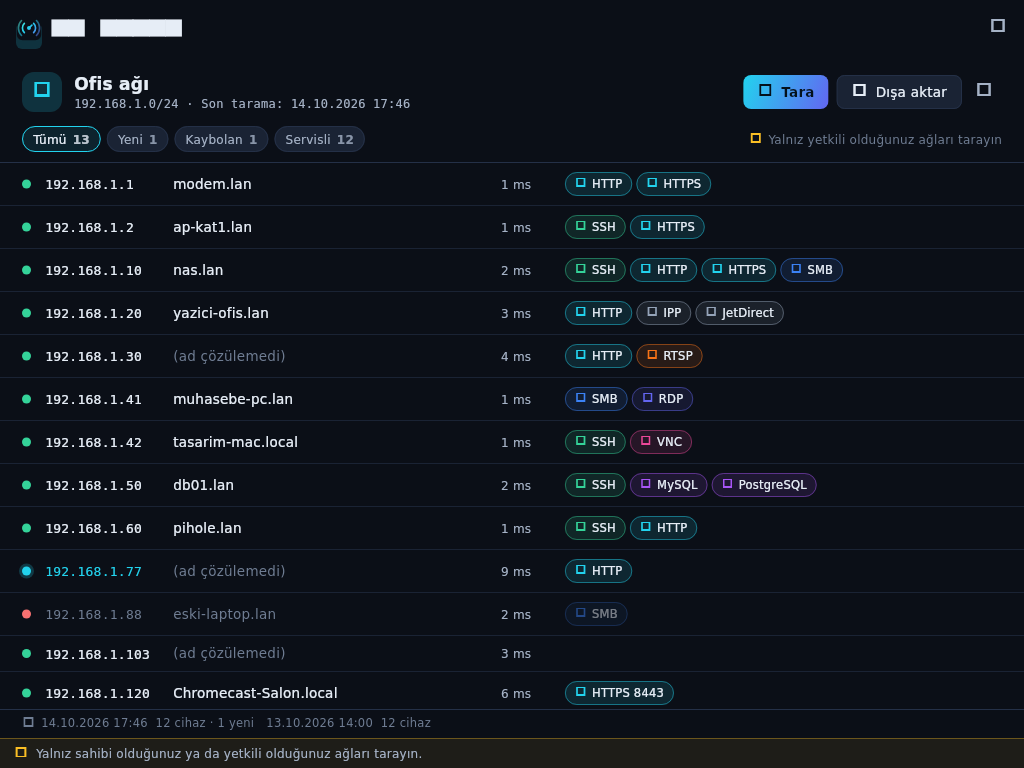 Ofis ağı
192.168.1.0/24 · Son tarama: 14.10.2026 17:46
Tara
Dışa aktar
Tümü 13 Yeni 1 Kaybolan 1 Servisli 12
Yalnız yetkili olduğunuz ağları tarayın
192.168.1.1 modem.lan 1 ms HTTP HTTPS
192.168.1.2 ap-kat1.lan 1 ms SSH HTTPS
192.168.1.10 nas.lan 2 ms SSH HTTP HTTPS SMB
192.168.1.20 yazici-ofis.lan 3 ms HTTP IPP JetDirect
192.168.1.30 (ad çözülemedi) 4 ms HTTP RTSP
192.168.1.41 muhasebe-pc.lan 1 ms SMB RDP
192.168.1.42 tasarim-mac.local 1 ms SSH VNC
192.168.1.50 db01.lan 2 ms SSH MySQL PostgreSQL
192.168.1.60 pihole.lan 1 ms SSH HTTP
192.168.1.77 (ad çözülemedi) 9 ms HTTP
192.168.1.88 eski-laptop.lan 2 ms SMB
192.168.1.103 (ad çözülemedi) 3 ms
192.168.1.120 Chromecast-Salon.local 6 ms HTTPS 8443
14.10.2026 17:46 12 cihaz · 1 yeni 13.10.2026 14:00 12 cihaz
Yalnız sahibi olduğunuz ya da yetkili olduğunuz ağları tarayın.